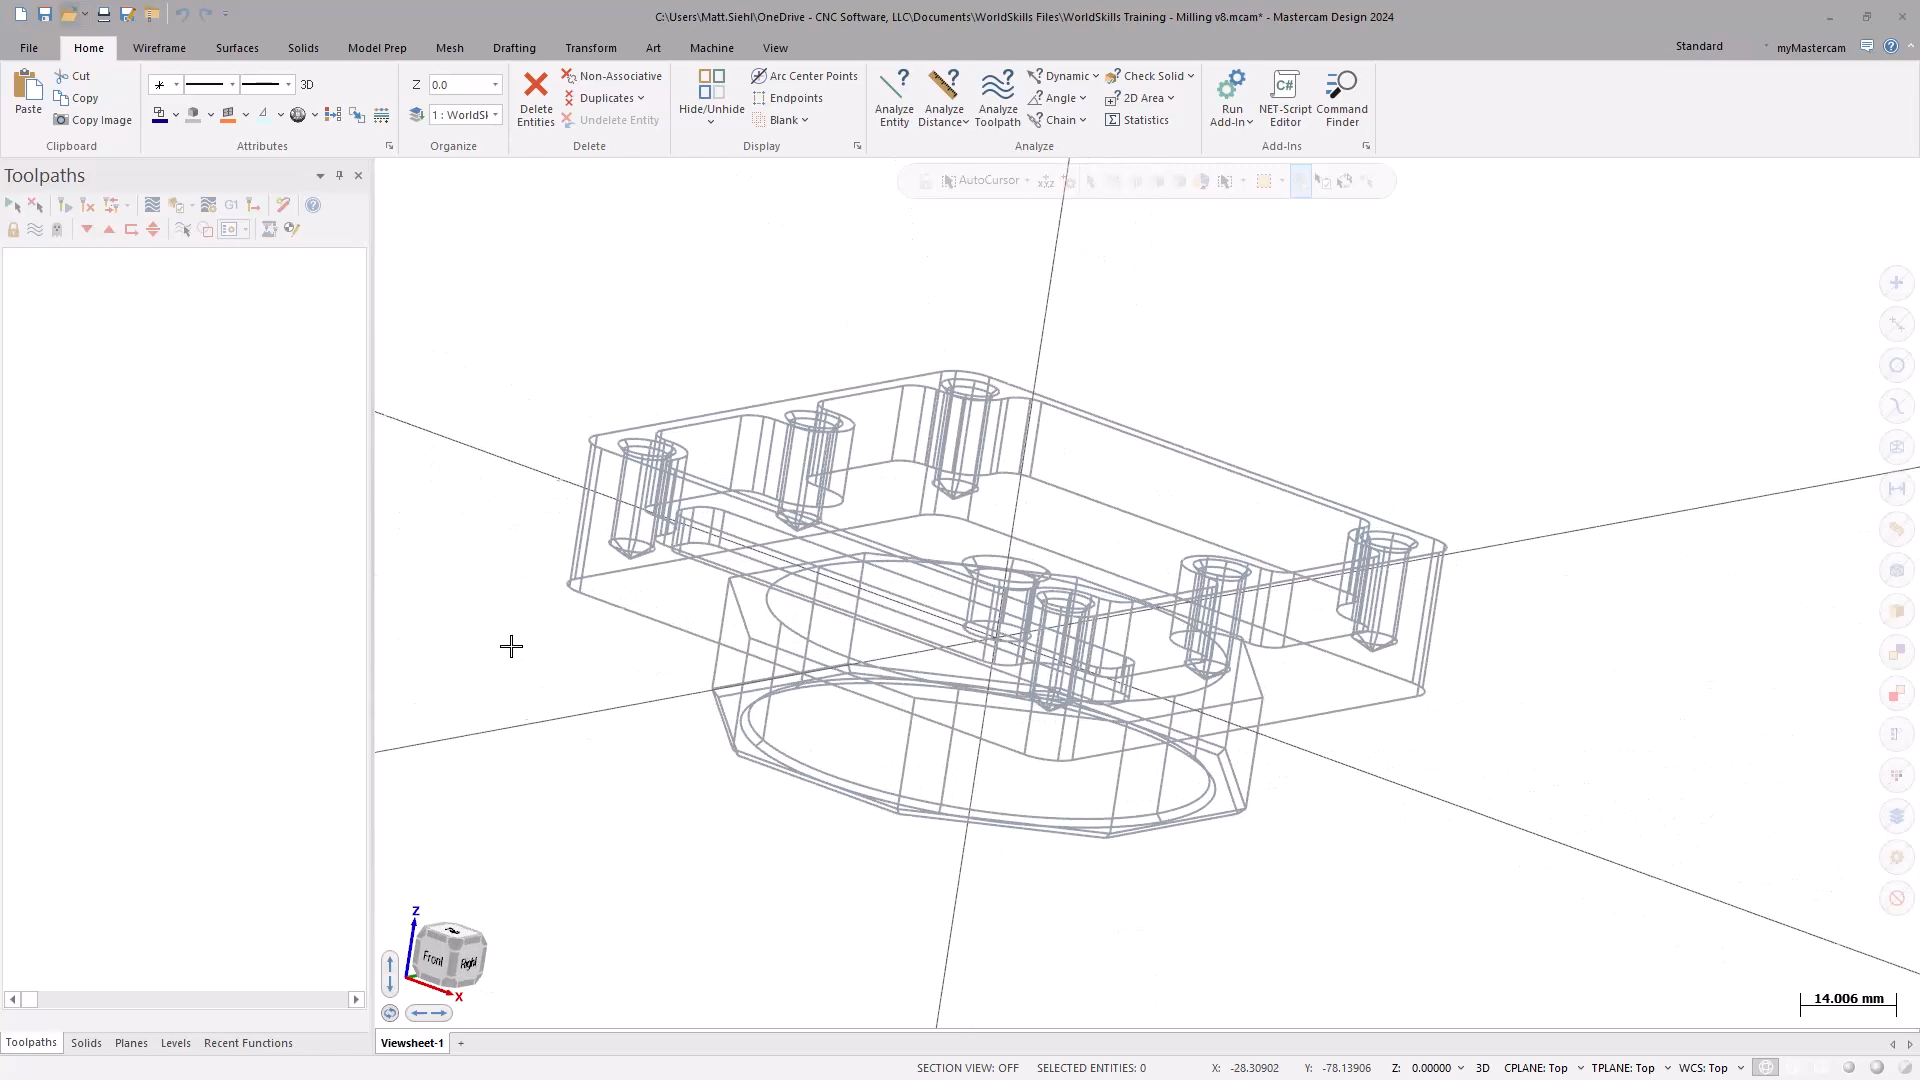 C:\Users\Matt.Siehl\OneDrive - CNC Software, LLC\Documents\WorldSkills Files\WorldSkills Training - Milling v8.mcam* - Mastercam Design 2024
File Home Wireframe Surfaces Solids Model Prep Mesh Drafting Transform Art Machine View Standard myMastercam
Paste
Cut
Copy
Copy Image
Clipboard
3D
Attributes
Z 0.0
1 : WorldSk
Organize
Delete Entities
Non-Associative
Duplicates
Undelete Entity
Delete
Hide/Unhide
Arc Center Points
Endpoints
Blank
Display
Analyze Entity
Analyze Distance
Analyze Toolpath
Dynamic
Angle
Chain
Check Solid
2D Area
Statistics
Analyze
Run Add-In
C#
NET-Script Editor
Command Finder
Add-Ins
Toolpaths
G1
AutoCursor
xyz
Z
Top
Front
Right
X
14.006 mm
Toolpaths Solids Planes Levels Recent Functions
Viewsheet-1 +
SECTION VIEW: OFF SELECTED ENTITIES: 0 X: -28.30902 Y: -78.13906 Z: 0.00000 3D CPLANE: Top TPLANE: Top WCS: Top